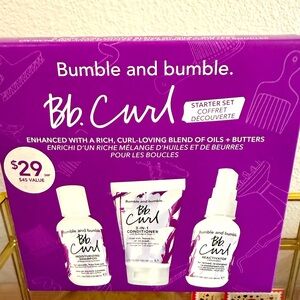 Bumble and bumble.
Bb. Curl
STARTER SET
COFFRET
DÉCOUVERTE
ENHANCED WITH A RICH, CURL-LOVING BLEND OF OILS + BUTTERS
ENRICHI D'UN RICHE MÉLANGE D'HUILES ET DE BEURRES
POUR LES BOUCLES
$29
$45 VALUE
Bumble and bumble.
Bb.
Curl
MOISTURIZING
SHAMPOO
Bumble and bumble.
Bb.
Curl
3-IN-1
CONDITIONER
Bumble and bumble.
Bb.
Curl
REACTIVATOR